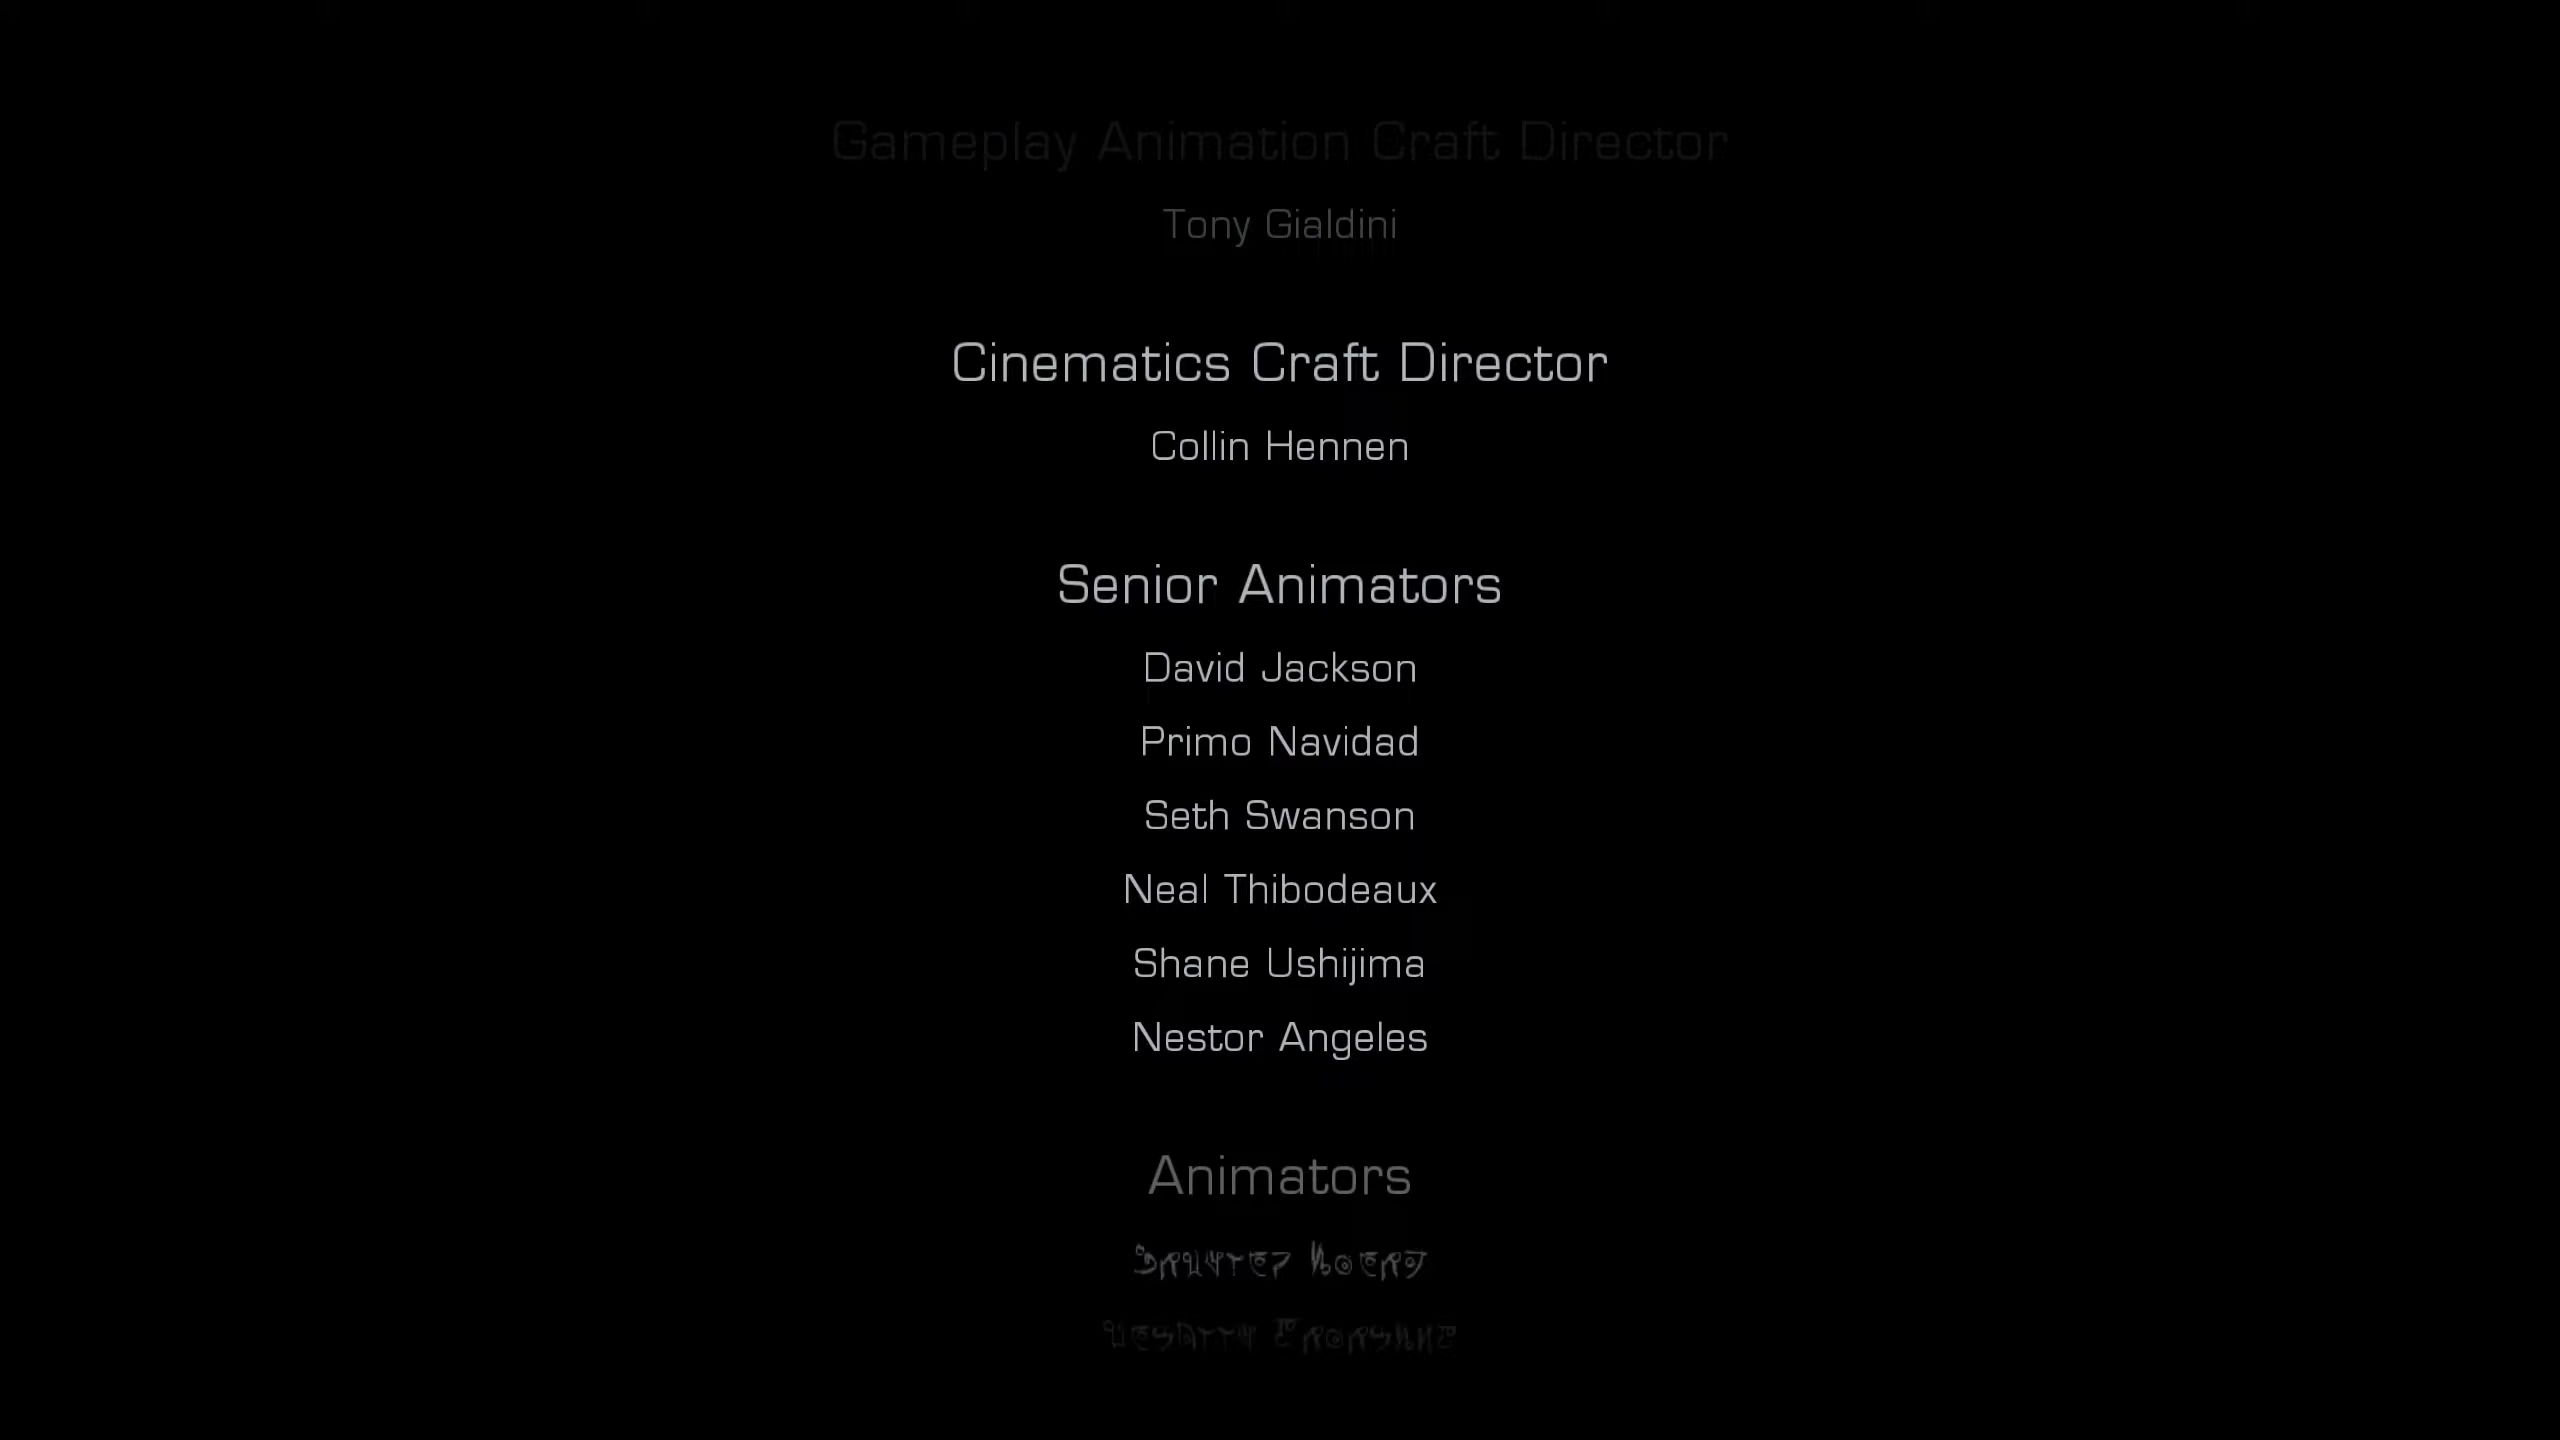 Gameplay Animation Craft Director
Tony Gialdini
Cinematics Craft Director
Collin Hennen
Senior Animators
David Jackson
Primo Navidad
Seth Swanson
Neal Thibodeaux
Shane Ushijima
Nestor Angeles
Animators